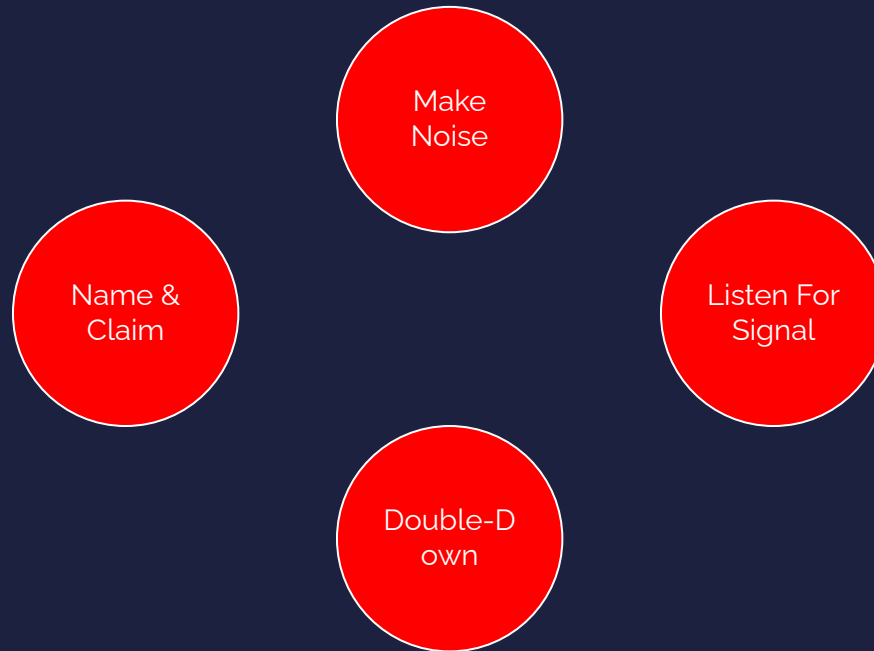 Make
Noise
Name &
Claim
Listen For
Signal
Double-D
own